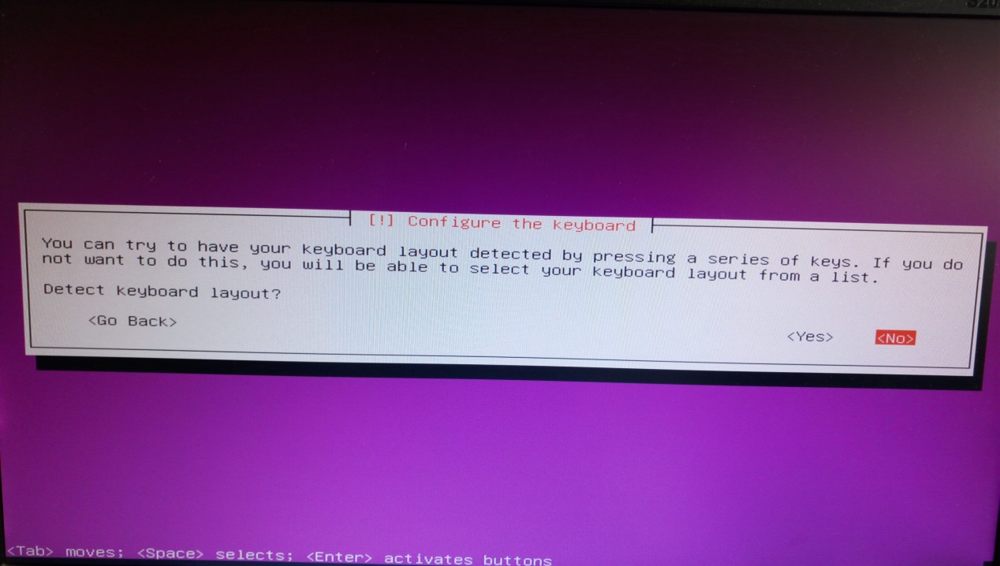 [!] Configure the keyboard
You can try to have your keyboard layout detected by pressing a series of keys. If you do
not want to do this, you will be able to select your keyboard layout from a list.
Detect keyboard layout?
<Go Back>
<Yes>
<No>
<Tab> moves; <Space> selects; <Enter> activates buttons